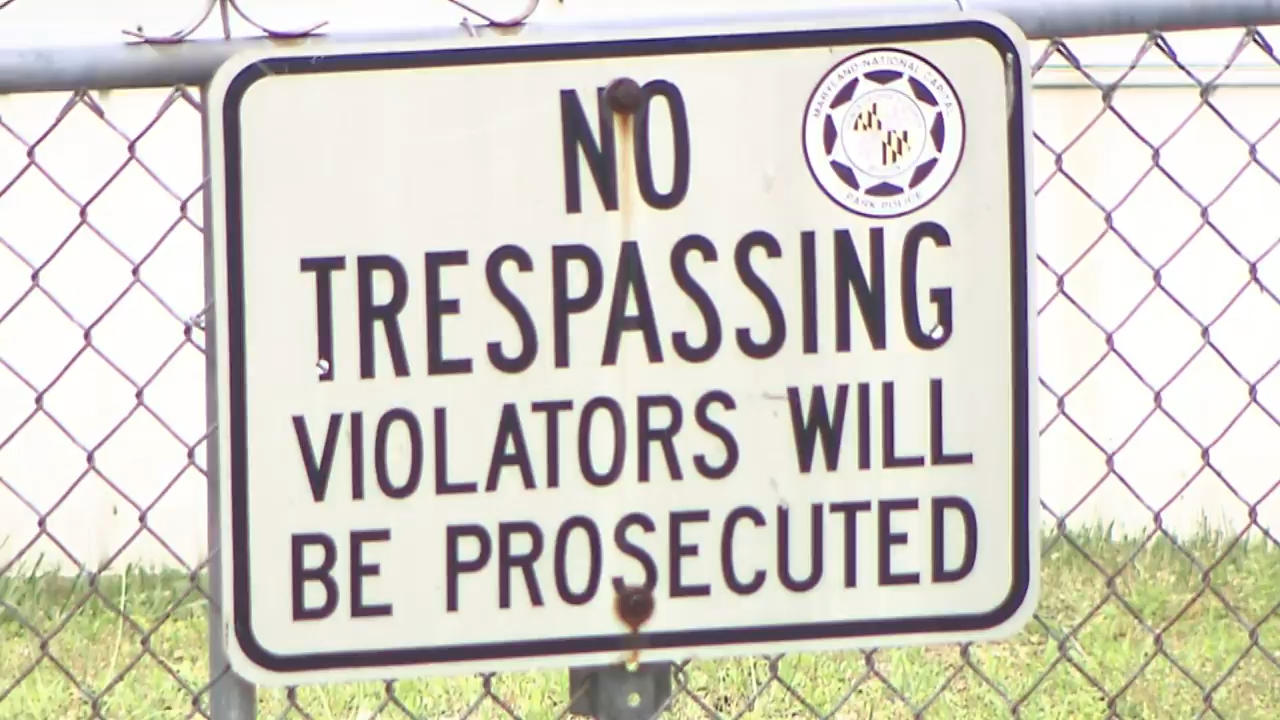 MARYLAND-NATIONAL CAPITAL
PARK POLICE
NO
TRESPASSING
VIOLATORS WILL
BE PROSECUTED